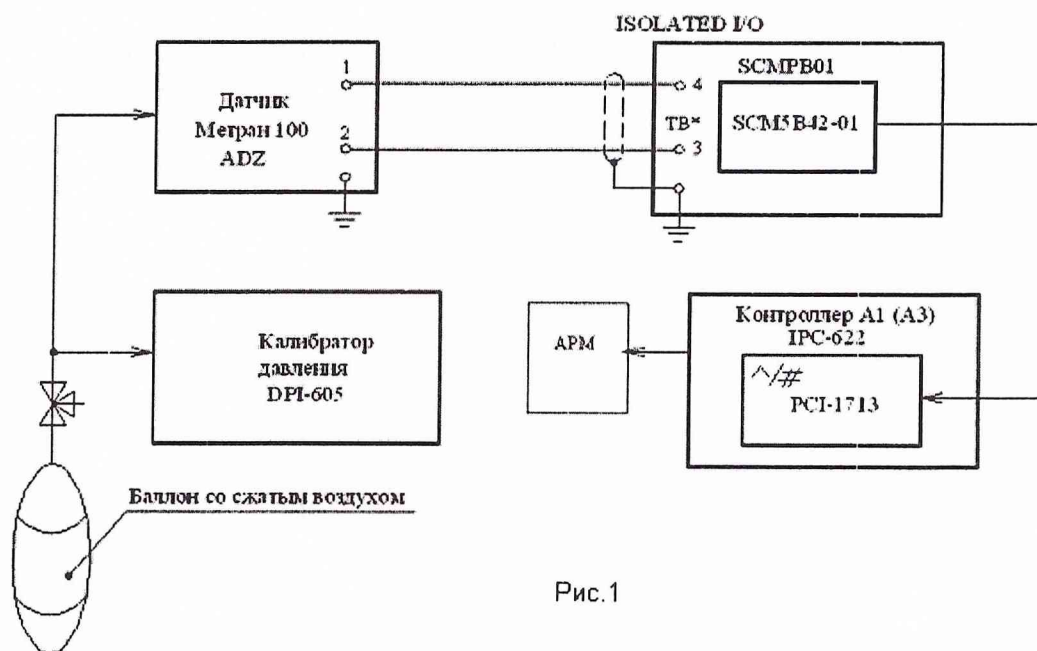 ISOLATED I/O
Датчик
Метран 100
ADZ
1
2
SCMPB01
4
ТВ*
3
SCM5B42-01
Калибратор
давления
DPI-605
АРМ
Контроллер А1 (А3)
IPC-622
^/#
PCI-1713
Баллон со сжатым воздухом
Рис.1